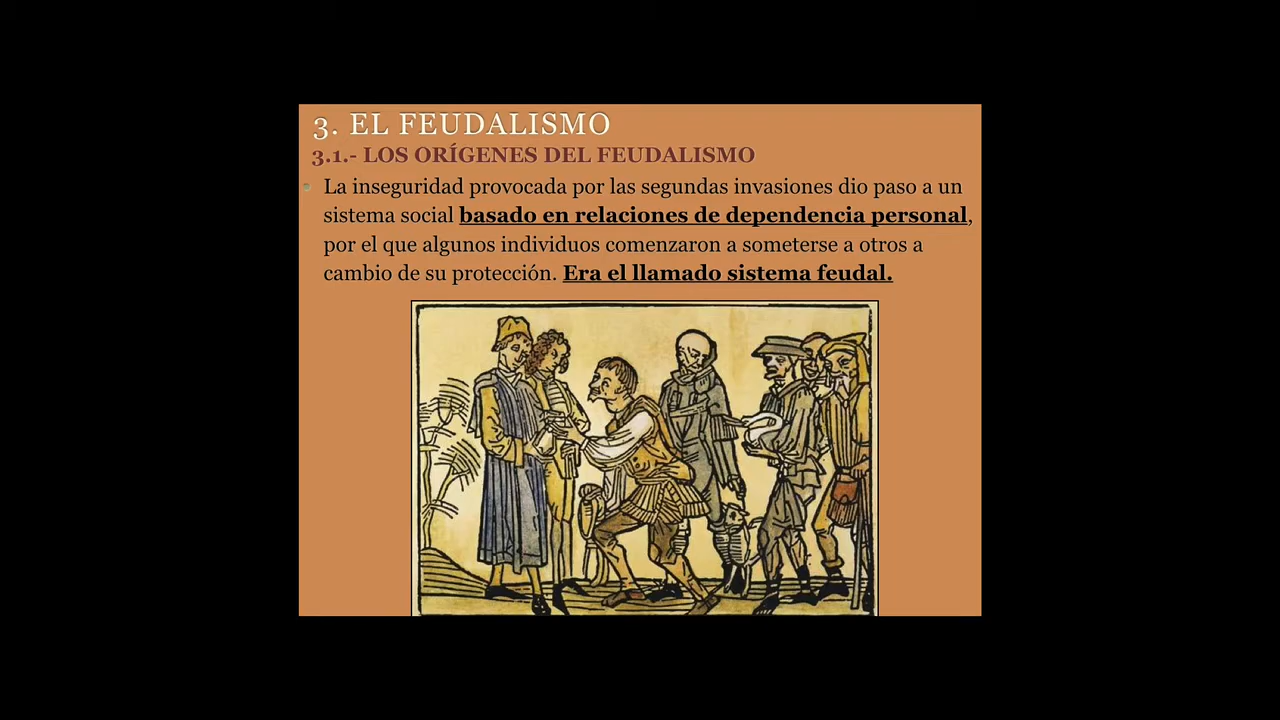 3. EL FEUDALISMO
3.1.- LOS ORÍGENES DEL FEUDALISMO
La inseguridad provocada por las segundas invasiones dio paso a un
sistema social basado en relaciones de dependencia personal,
por el que algunos individuos comenzaron a someterse a otros a
cambio de su protección. Era el llamado sistema feudal.